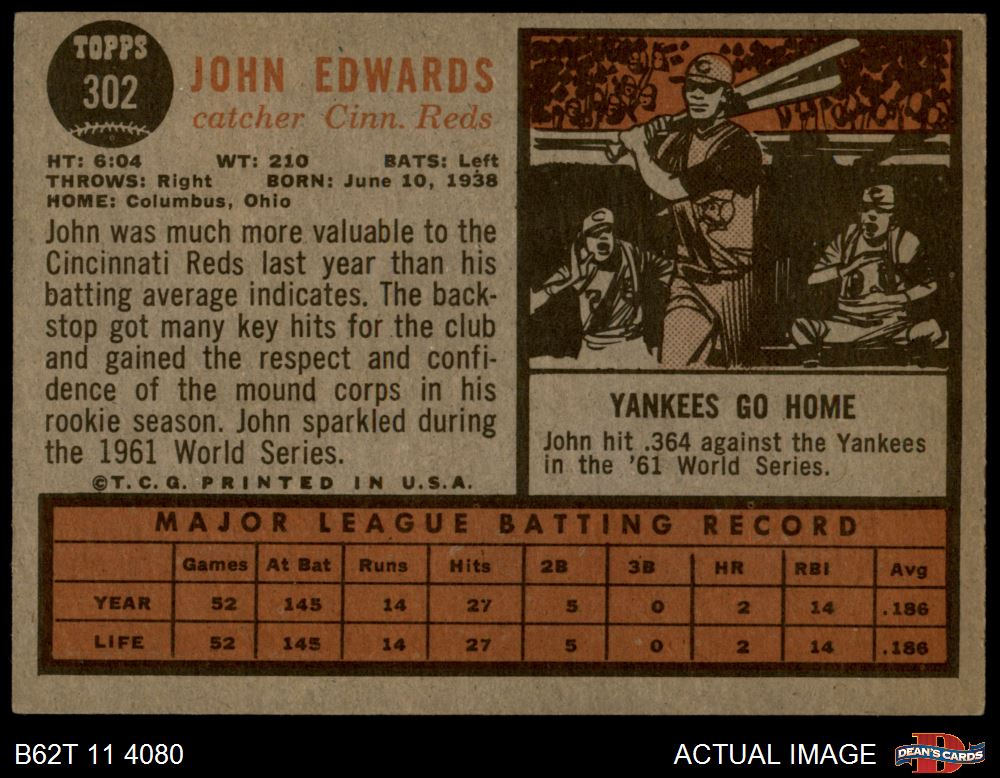 TOPPS
302
JOHN EDWARDS
catcher Cinn. Reds
HT: 6:04 WT: 210 BATS: Left
THROWS: Right BORN: June 10, 1938
HOME: Columbus, Ohio
John was much more valuable to the
Cincinnati Reds last year than his
batting average indicates. The back-
stop got many key hits for the club
and gained the respect and confi-
dence of the mound corps in his
rookie season. John sparkled during
the 1961 World Series.
©T.C.G. PRINTED IN U.S.A.
C
C
C
YANKEES GO HOME
John hit .364 against the Yankees
in the '61 World Series.
MAJOR LEAGUE BATTING RECORD
Games At Bat Runs Hits 2B 3B HR RBI Avg
YEAR 52 145 14 27 5 0 2 14 .186
LIFE 52 145 14 27 5 0 2 14 .186
B62T 11 4080
ACTUAL IMAGE
DEAN'S CARDS